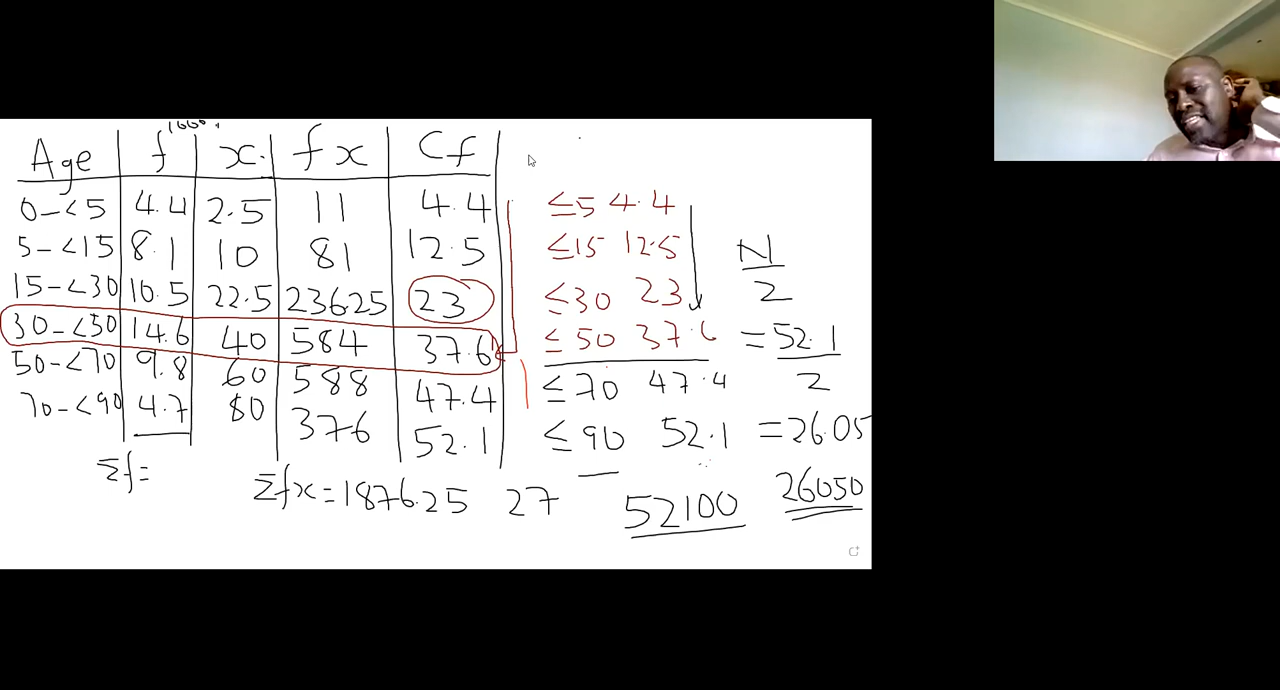 Age f 1000 x. fx Cf
0-<5 4.4 2.5 11 4.4 ≤5 4.4
5-<15 8.1 10 81 12.5 ≤15 12.5 N/2
15-<30 10.5 22.5 23625 23 ≤30 23
30-<50 14.6 40 584 37.6 ≤50 37.6 =52.1/2
50-<70 9.8 60 588 47.4 ≤70 47.4
70-<90 4.7 80 376 52.1 ≤90 52.1 =26.05
Σf= Σfx=1876.25 27 52100 26050